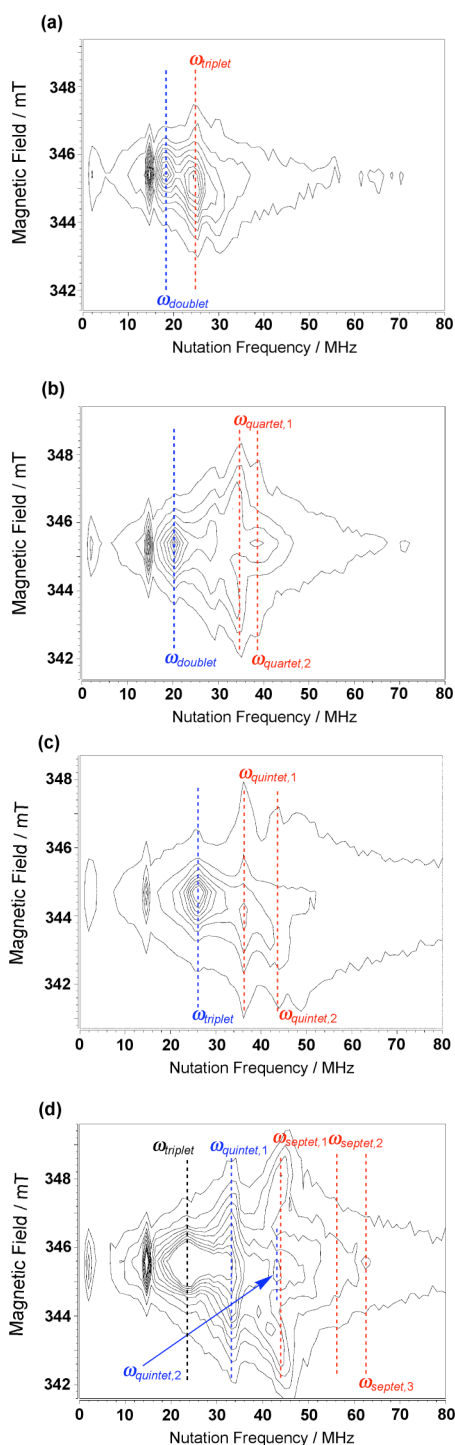 (a)
ωtriplet
348
346
344
342
Magnetic Field / mT
ωdoublet
0 10 20 30 40 50 60 70 80
Nutation Frequency / MHz
(b)
ωquartet,1
348
346
344
342
Magnetic Field / mT
ωdoublet
ωquartet,2
0 10 20 30 40 50 60 70 80
Nutation Frequency / MHz
(c)
ωquintet,1
348
346
344
342
Magnetic Field / mT
ωtriplet
ωquintet,2
0 10 20 30 40 50 60 70 80
Nutation Frequency / MHz
(d)
ωtriplet ωquintet,1 ωseptet,1 ωseptet,2
348
346
344
342
Magnetic Field / mT
ωquintet,2
ωseptet,3
0 10 20 30 40 50 60 70 80
Nutation Frequency / MHz